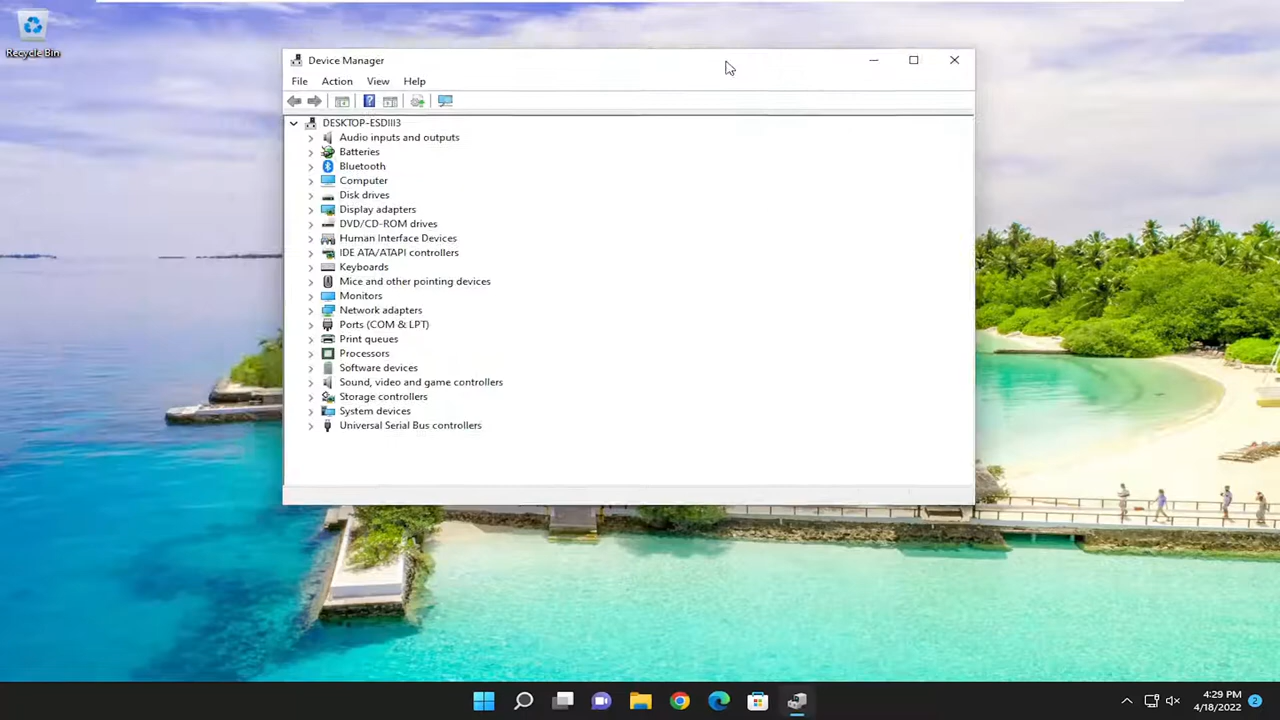 Recycle Bin
Device Manager
File Action View Help
DESKTOP-ESDIII3
Audio inputs and outputs
Batteries
Bluetooth
Computer
Disk drives
Display adapters
DVD/CD-ROM drives
Human Interface Devices
IDE ATA/ATAPI controllers
Keyboards
Mice and other pointing devices
Monitors
Network adapters
Ports (COM & LPT)
Print queues
Processors
Software devices
Sound, video and game controllers
Storage controllers
System devices
Universal Serial Bus controllers
4:29 PM
4/18/2022
2